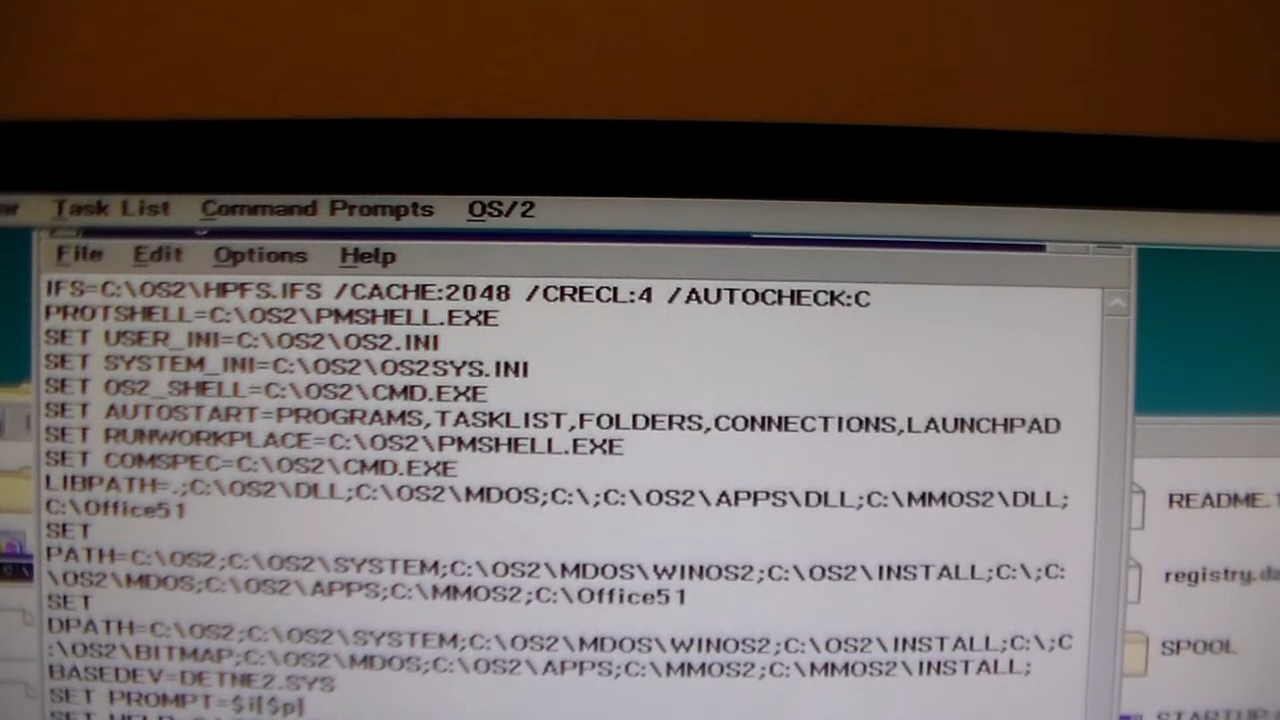 Task List Command Prompts OS/2
File Edit Options Help
IFS=C:\OS2\HPFS.IFS /CACHE:2048 /CRECL:4 /AUTOCHECK:C
PROTSHELL=C:\OS2\PMSHELL.EXE
SET USER_INI=C:\OS2\OS2.INI
SET SYSTEM_INI=C:\OS2\OS2SYS.INI
SET OS2_SHELL=C:\OS2\CMD.EXE
SET AUTOSTART=PROGRAMS,TASKLIST,FOLDERS,CONNECTIONS,LAUNCHPAD
SET RUNWORKPLACE=C:\OS2\PMSHELL.EXE
SET COMSPEC=C:\OS2\CMD.EXE
LIBPATH=.;C:\OS2\DLL;C:\OS2\MDOS;C:\;C:\OS2\APPS\DLL;C:\MMOS2\DLL;
C:\Office51
SET
PATH=C:\OS2;C:\OS2\SYSTEM;C:\OS2\MDOS\WINOS2;C:\OS2\INSTALL;C:\;C:
\OS2\MDOS;C:\OS2\APPS;C:\MMOS2;C:\Office51
SET
DPATH=C:\OS2;C:\OS2\SYSTEM;C:\OS2\MDOS\WINOS2;C:\OS2\INSTALL;C:\;C
:\OS2\BITMAP;C:\OS2\MDOS;C:\OS2\APPS;C:\MMOS2;C:\MMOS2\INSTALL;
BASEDEV=DETNE2.SYS
SET PROMPT=$i[$p]
README.
registry.da
SPOOL